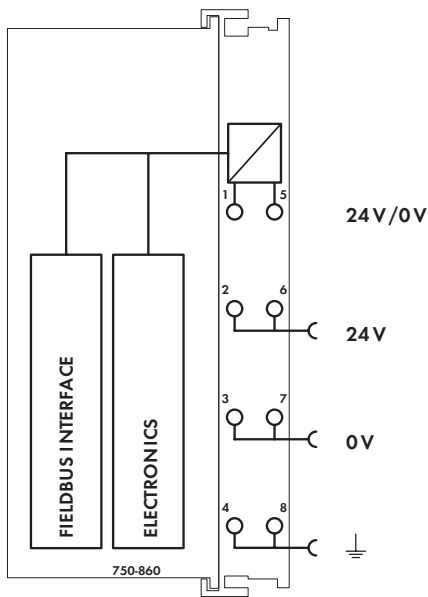 1 5
24V/0V
2 6
24V
3 7
0V
4 8
FIELDBUS INTERFACE
ELECTRONICS
750-860